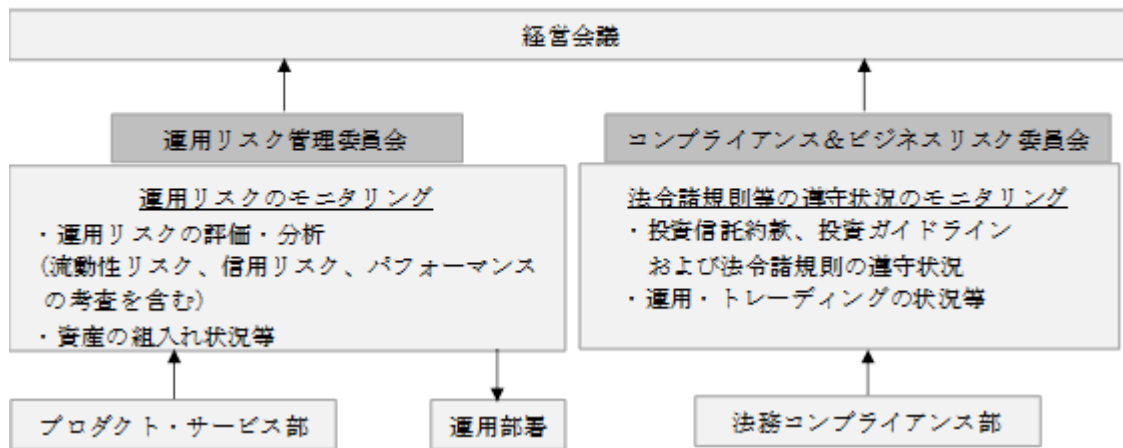 経営会議
運用リスク管理委員会
運用リスクのモニタリング
・運用リスクの評価・分析
(流動性リスク、信用リスク、パフォーマンス
の考査を含む)
・資産の組入れ状況等
プロダクト・サービス部
運用部署
コンプライアンス＆ビジネスリスク委員会
法令諸規則等の遵守状況のモニタリング
・投資信託約款、投資ガイドライン
および法令諸規則の遵守状況
・運用・トレーディングの状況等
法務コンプライアンス部